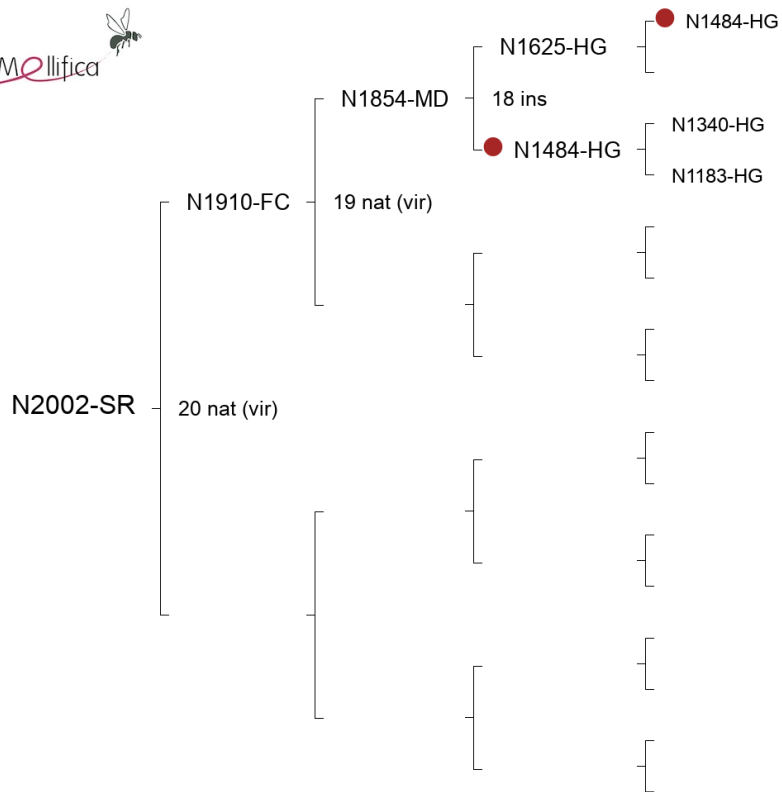 Mellifica
N1484-HG
N1625-HG
N1854-MD
18 ins
N1340-HG
N1484-HG
N1183-HG
N1910-FC
19 nat (vir)
N2002-SR
20 nat (vir)